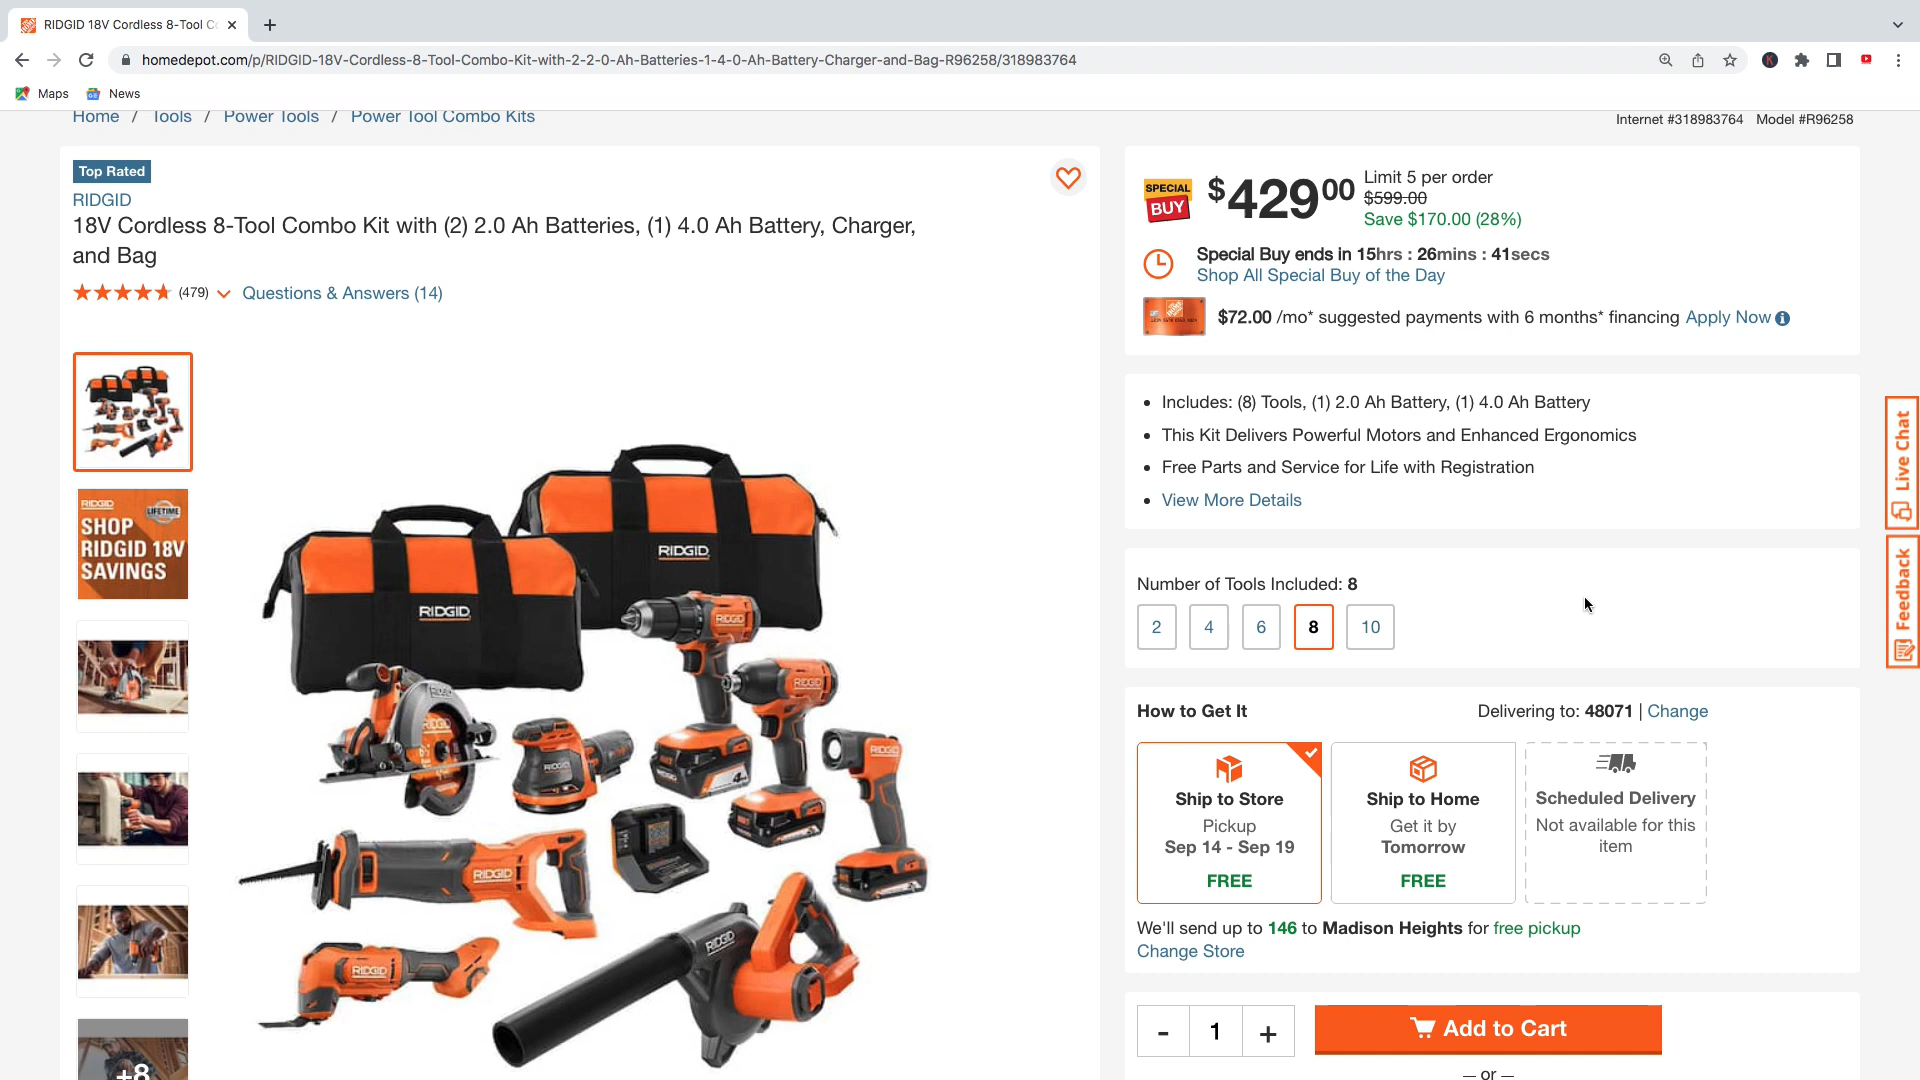 RIDGID 18V Cordless 8-Tool C
homedepot.com/p/RIDGID-18V-Cordless-8-Tool-Combo-Kit-with-2-2-0-Ah-Batteries-1-4-0-Ah-Battery-Charger-and-Bag-R96258/318983764
Maps
News
Home / Tools / Power Tools / Power Tool Combo Kits
Internet #318983764 Model #R96258
Top Rated
RIDGID
18V Cordless 8-Tool Combo Kit with (2) 2.0 Ah Batteries, (1) 4.0 Ah Battery, Charger,
and Bag
(479)
Questions & Answers (14)
RIDGID
SHOP
RIDGID 18V
SAVINGS
LIFETIME
+8
RIDGID
RIDGID
RIDGID
RIDGID
RIDGID
RIDGID
RIDGID
RIDGID
RIDGID
RIDGID
SPECIAL
BUY
$429 00
Limit 5 per order
$599.00
Save $170.00 (28%)
Special Buy ends in 15hrs : 26mins : 41secs
Shop All Special Buy of the Day
$72.00 /mo* suggested payments with 6 months* financing Apply Now
Includes: (8) Tools, (1) 2.0 Ah Battery, (1) 4.0 Ah Battery
This Kit Delivers Powerful Motors and Enhanced Ergonomics
Free Parts and Service for Life with Registration
View More Details
Number of Tools Included: 8
2 4 6 8 10
How to Get It
Delivering to: 48071 | Change
Ship to Store
Pickup
Sep 14 - Sep 19
FREE
Ship to Home
Get it by
Tomorrow
FREE
Scheduled Delivery
Not available for this
item
We'll send up to 146 to Madison Heights for free pickup
Change Store
- 1 +
Add to Cart
— or —
Live Chat
Feedback